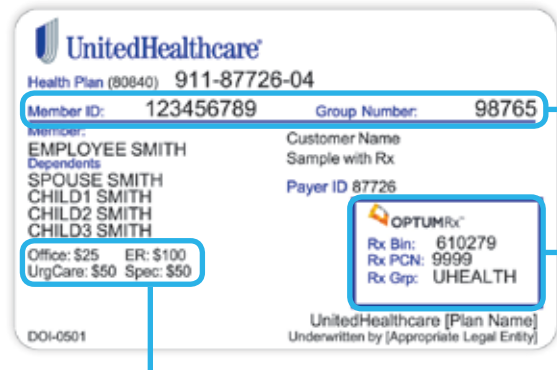 UnitedHealthcare®
Health Plan (80840) 911-87726-04
Member ID: 123456789 Group Number: 98765
Member:
EMPLOYEE SMITH
Dependents
SPOUSE SMITH
CHILD1 SMITH
CHILD2 SMITH
CHILD3 SMITH
Office: $25 ER: $100
UrgCare: $50 Spec: $50
DOI-0501
Customer Name
Sample with Rx
Payer ID 87726
OPTUMRx™
Rx Bin: 610279
Rx PCN: 9999
Rx Grp: UHEALTH
UnitedHealthcare [Plan Name]
Underwritten by [Appropriate Legal Entity]